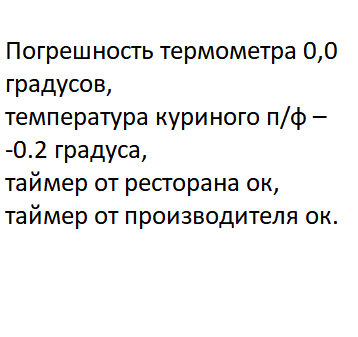 Погрешность термометра 0,0
градусов,
температура куриного п/ф –
-0.2 градуса,
таймер от ресторана ок,
таймер от производителя ок.